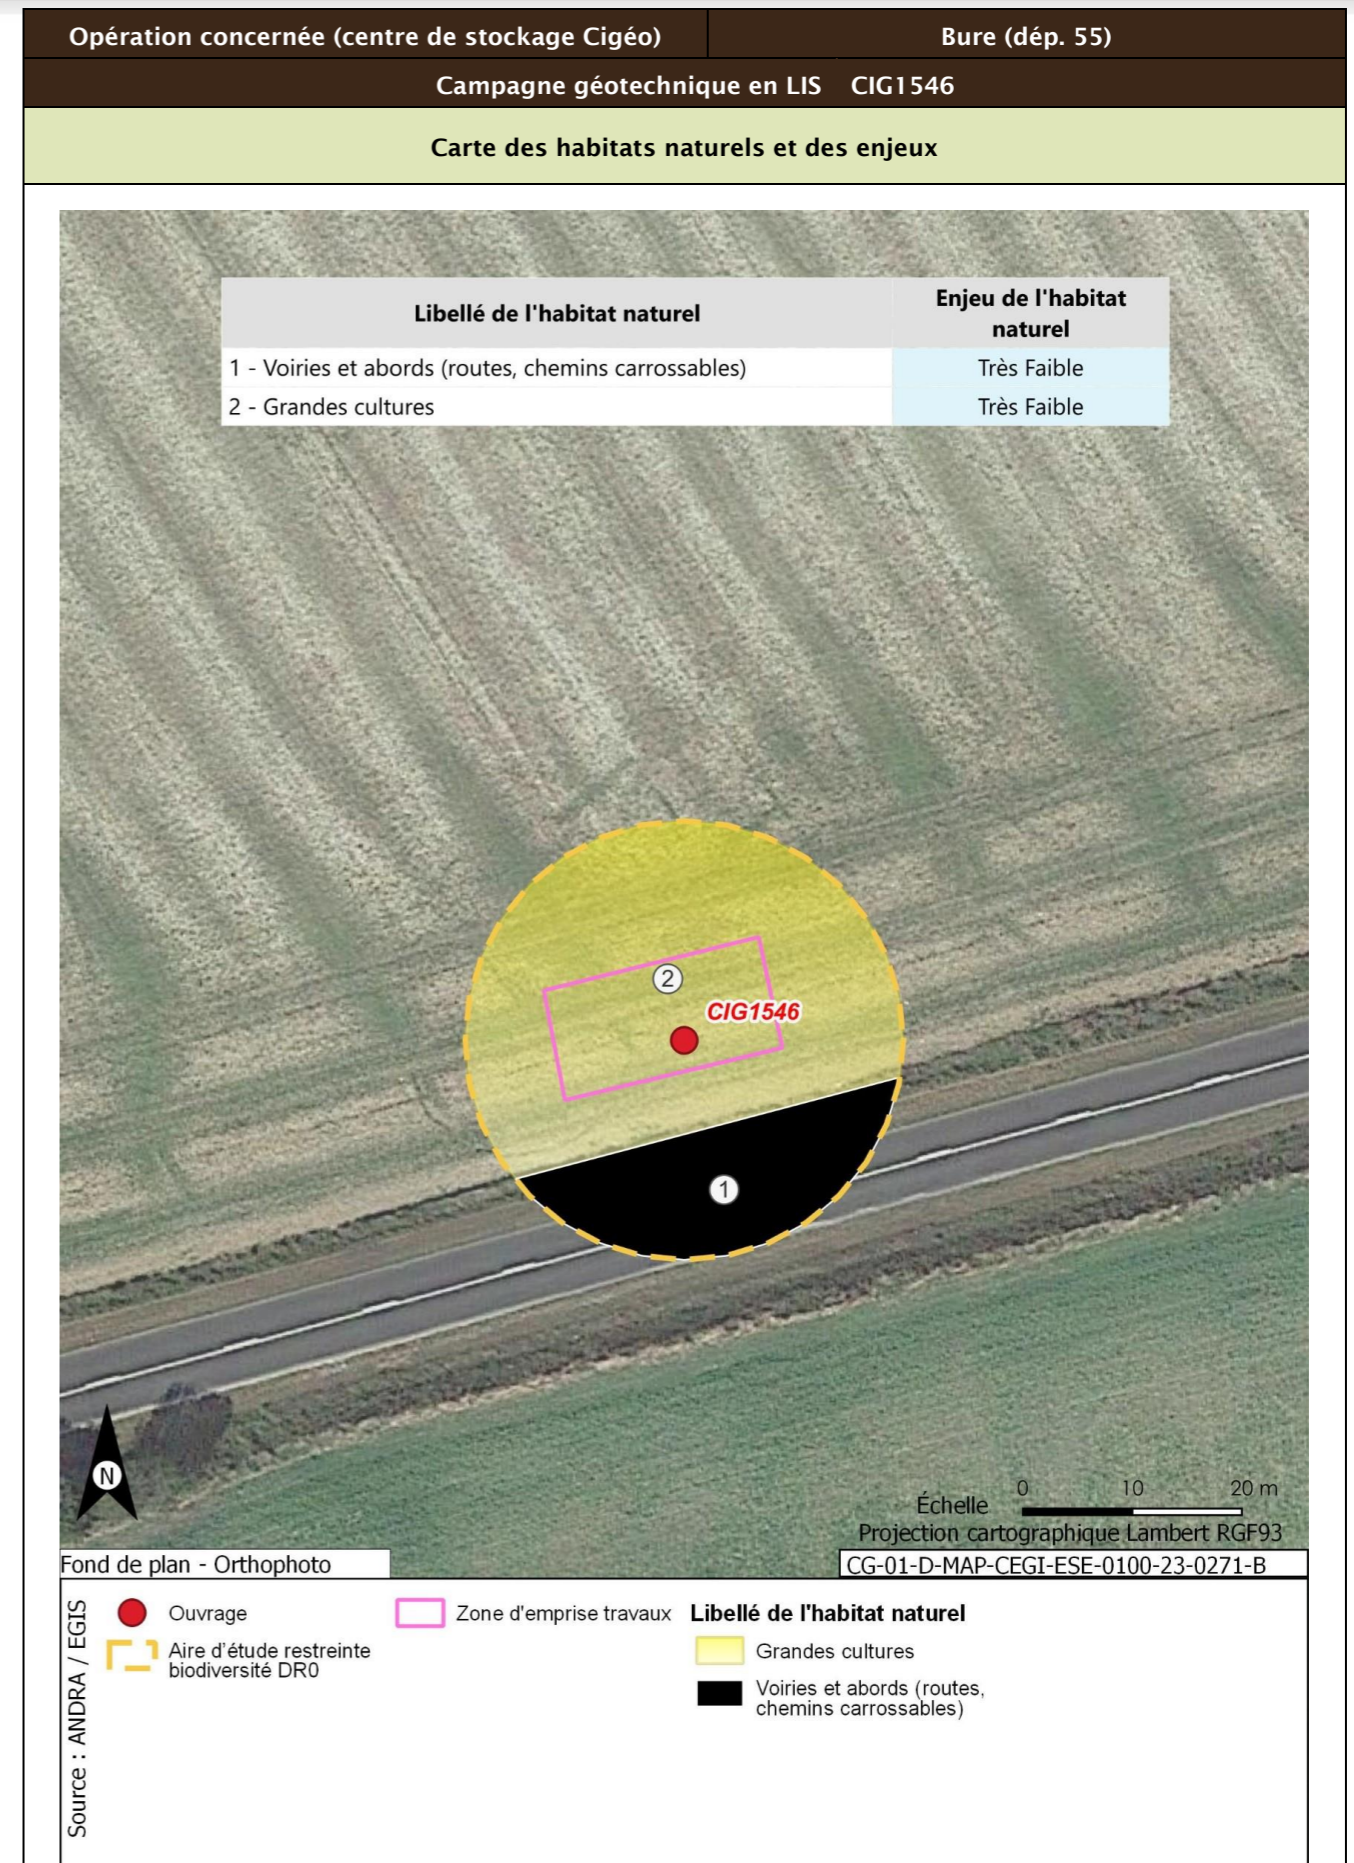 Opération concernée (centre de stockage Cigéo) Bure (dép. 55)
Campagne géotechnique en LIS CIG1546
Carte des habitats naturels et des enjeux
Libellé de l'habitat naturel
Enjeu de l'habitat
naturel
1 - Voiries et abords (routes, chemins carrossables) Très Faible
2 - Grandes cultures Très Faible
2
CIG1546
1
N
0 10 20 m
Échelle
Projection cartographique Lambert RGF93
Fond de plan - Orthophoto
CG-01-D-MAP-CEGI-ESE-0100-23-0271-B
Source : ANDRA / EGIS
Ouvrage
Aire d'étude restreinte
biodiversité DR0
Zone d'emprise travaux
Libellé de l'habitat naturel
Grandes cultures
Voiries et abords (routes,
chemins carrossables)